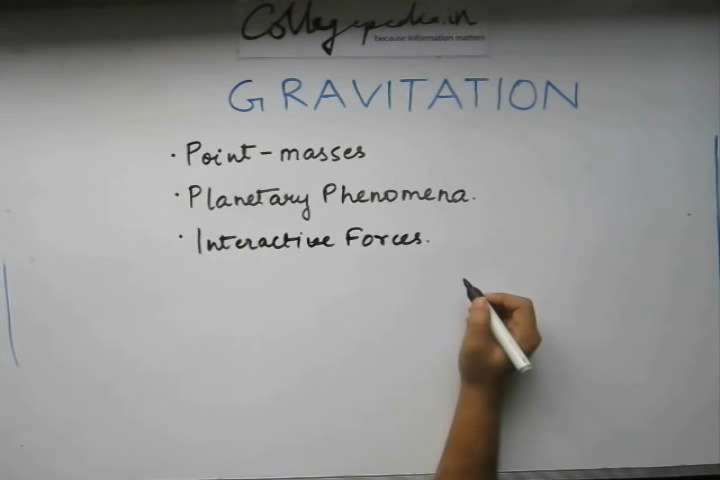 Collegepedia.in
because information matters
GRAVITATION
· Point-masses
· Planetary Phenomena.
· Interactive Forces.